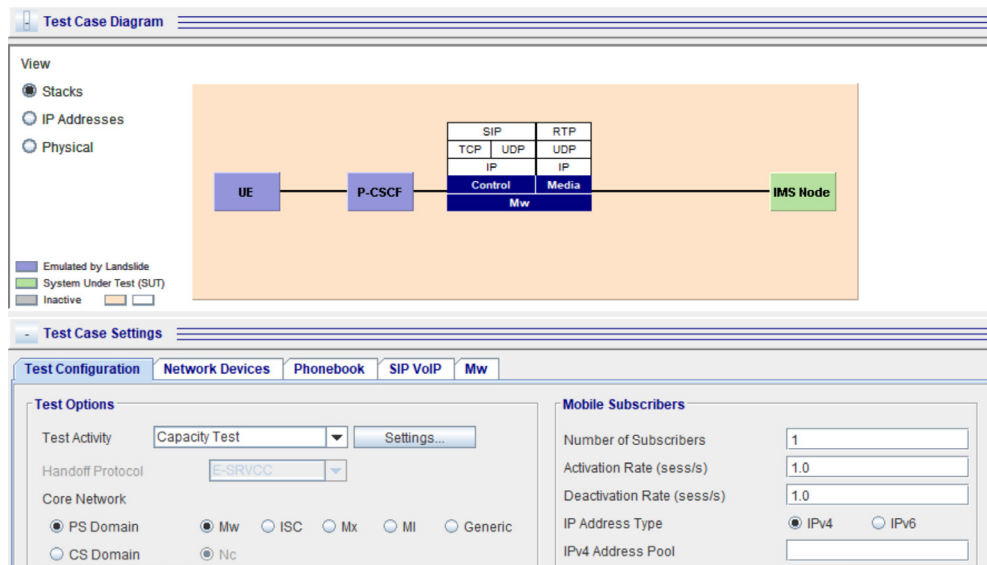 Test Case Diagram
View
Stacks
IP Addresses
Physical
SIP RTP
TCP UDP UDP
IP IP
Control Media
Mw
UE P-CSCF IMS Node
Emulated by Landslide
System Under Test (SUT)
Inactive
- Test Case Settings
Test Configuration Network Devices Phonebook SIP VoIP Mw
Test Options
Test Activity Capacity Test Settings...
Handoff Protocol E-SRVCC
Core Network
PS Domain Mw ISC Mx MI Generic
CS Domain Nc
Mobile Subscribers
Number of Subscribers 1
Activation Rate (sess/s) 1.0
Deactivation Rate (sess/s) 1.0
IP Address Type IPv4 IPv6
IPv4 Address Pool